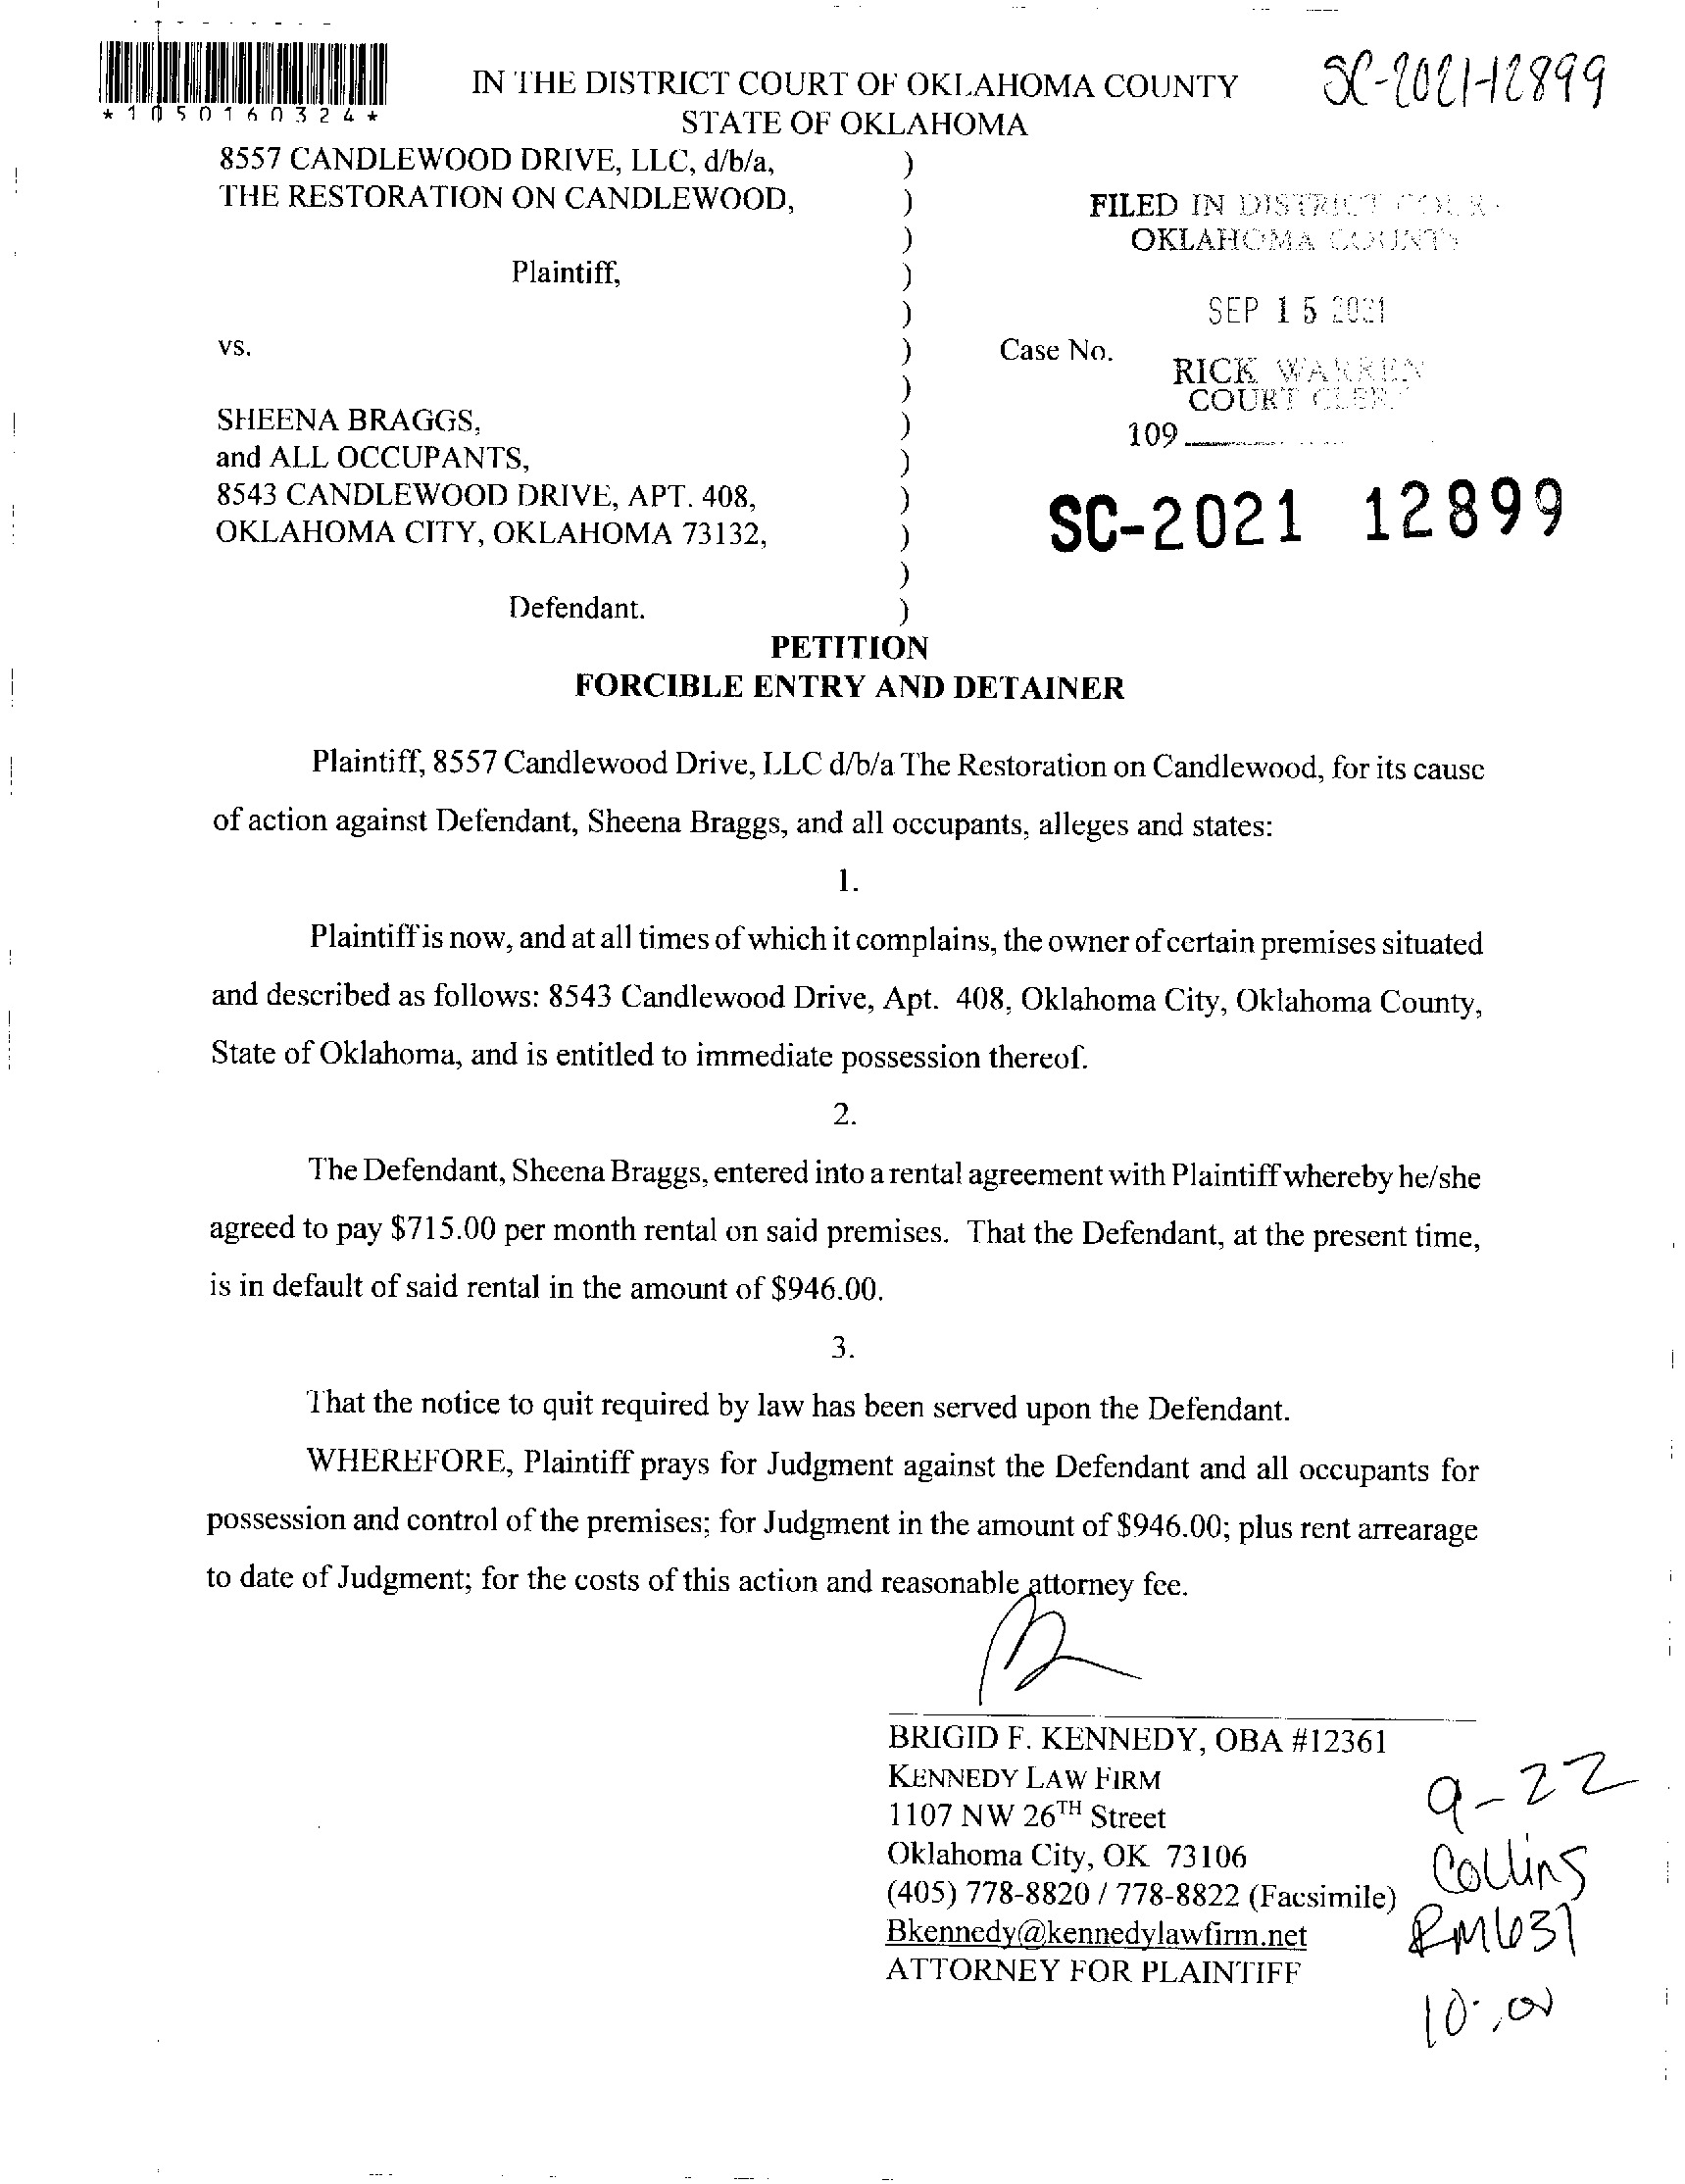 *1050160324*
IN THE DISTRICT COURT OF OKLAHOMA COUNTY
STATE OF OKLAHOMA
SC-2021-12899
8557 CANDLEWOOD DRIVE, LLC, d/b/a, )
THE RESTORATION ON CANDLEWOOD, )
)
Plaintiff, )
)
vs. ) Case No.
)
SHEENA BRAGGS, )
and ALL OCCUPANTS, )
8543 CANDLEWOOD DRIVE, APT. 408, )
OKLAHOMA CITY, OKLAHOMA 73132, )
)
Defendant. )
FILED IN DISTRICT COUR
OKLAHOMA COUNTY
SEP 15 2021
RICK WARREN
COURT CLERK
109
SC-2021 12899
PETITION
FORCIBLE ENTRY AND DETAINER
Plaintiff, 8557 Candlewood Drive, LLC d/b/a The Restoration on Candlewood, for its cause
of action against Defendant, Sheena Braggs, and all occupants, alleges and states:
1.
Plaintiff is now, and at all times of which it complains, the owner of certain premises situated
and described as follows: 8543 Candlewood Drive, Apt. 408, Oklahoma City, Oklahoma County,
State of Oklahoma, and is entitled to immediate possession thereof.
2.
The Defendant, Sheena Braggs, entered into a rental agreement with Plaintiff whereby he/she
agreed to pay $715.00 per month rental on said premises. That the Defendant, at the present time,
is in default of said rental in the amount of $946.00.
3.
That the notice to quit required by law has been served upon the Defendant.
WHEREFORE, Plaintiff prays for Judgment against the Defendant and all occupants for
possession and control of the premises; for Judgment in the amount of $946.00; plus rent arrearage
to date of Judgment; for the costs of this action and reasonable attorney fee.
BRIGID F. KENNEDY, OBA #12361
KENNEDY LAW FIRM
1107 NW 26TH Street
Oklahoma City, OK 73106
(405) 778-8820 / 778-8822 (Facsimile)
Bkennedy@kennedylawfirm.net
ATTORNEY FOR PLAINTIFF
9-22
Collins
RM631
10:00